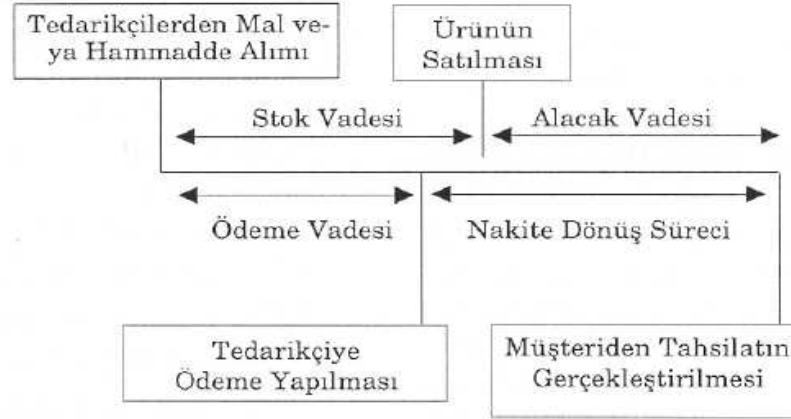 Tedarikçilerden Mal ve-
ya Hammadde Alımı
Ürünün
Satılması
Stok Vadesi
Alacak Vadesi
Ödeme Vadesi
Nakite Dönüş Süreci
Tedarikçiye
Ödeme Yapılması
Müşteriden Tahsilatın
Gerçekleştirilmesi